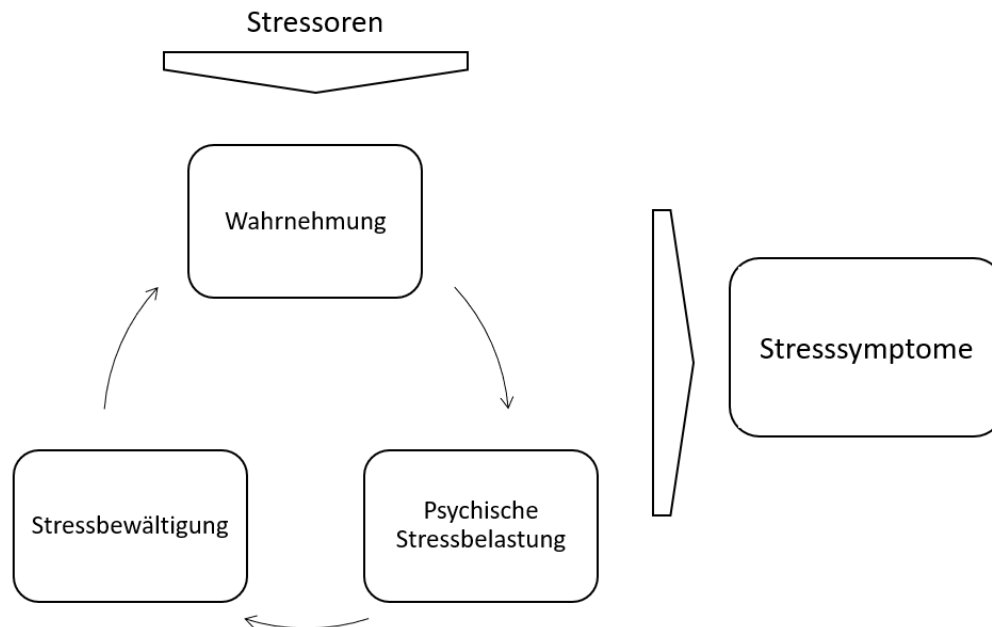 Stressoren
Wahrnehmung
Stresssymptome
Stressbewältigung
Psychische
Stressbelastung